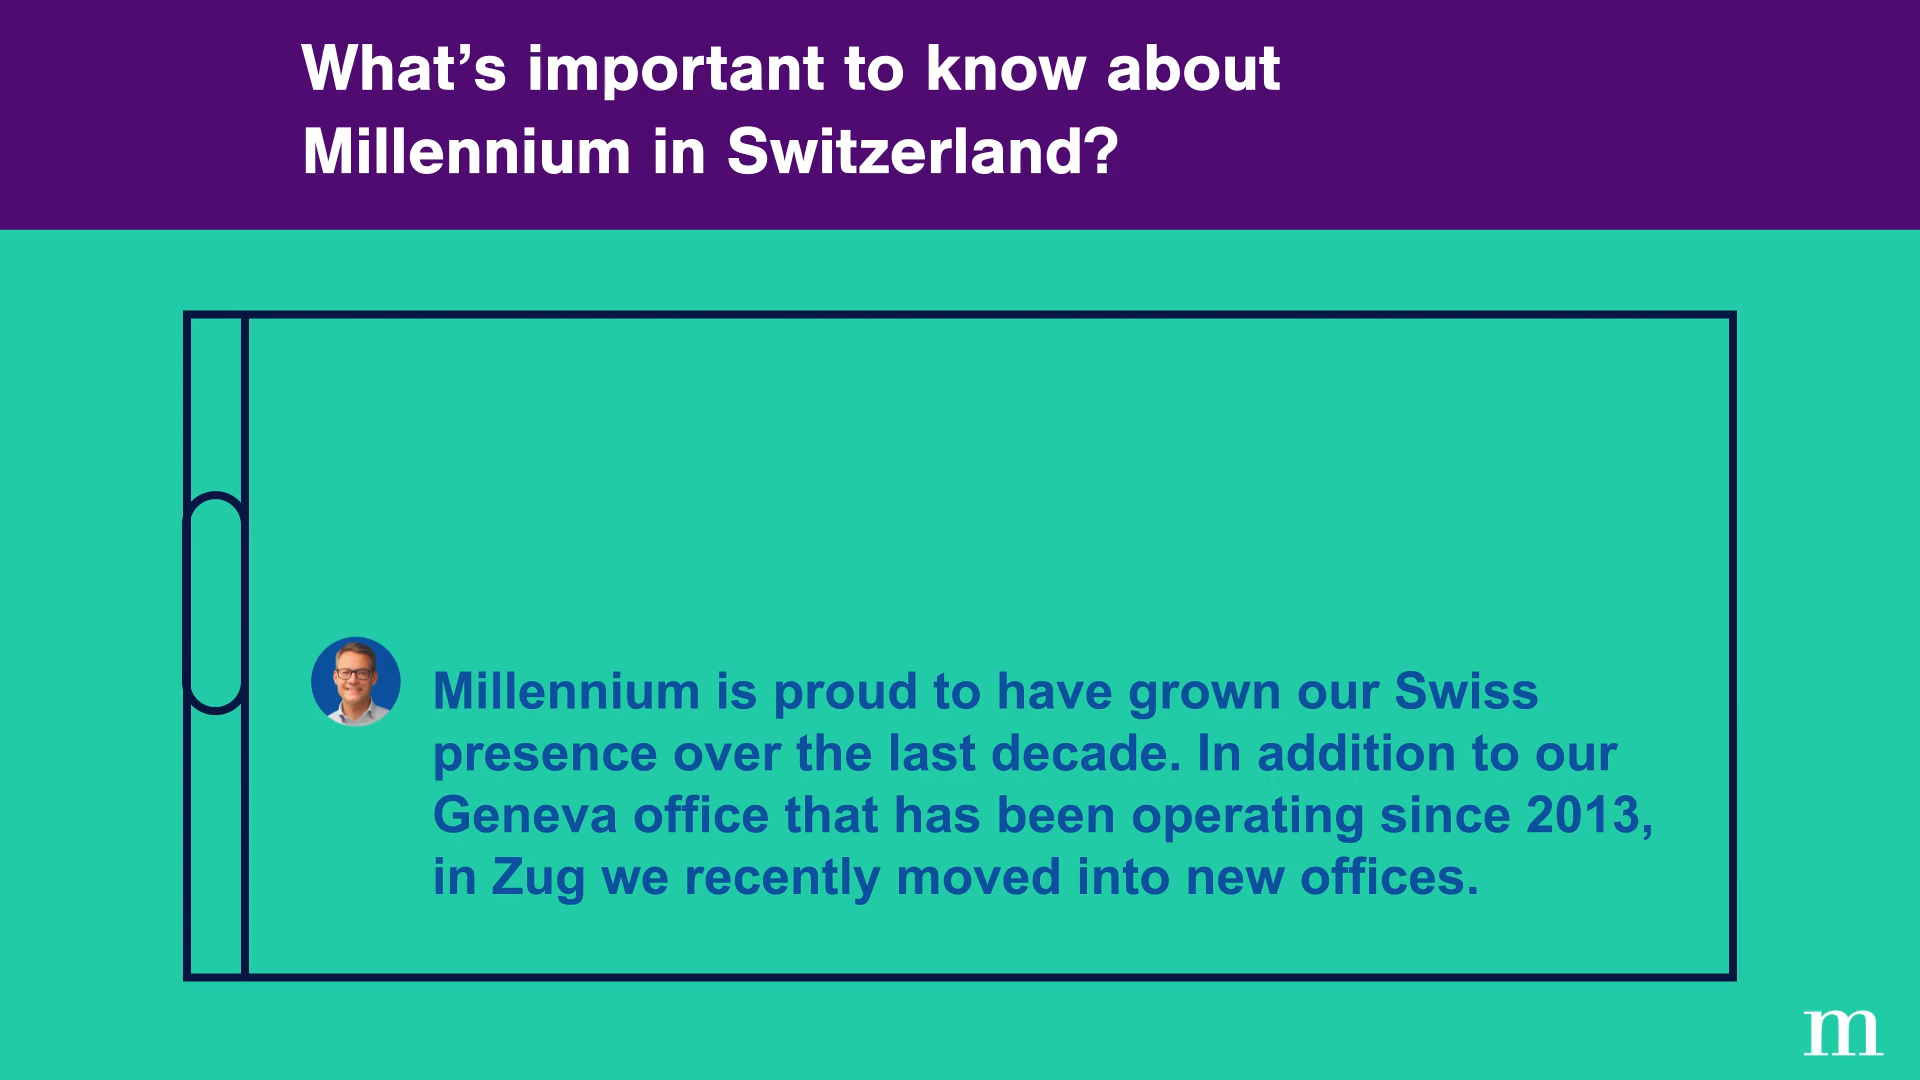 What’s important to know about
Millennium in Switzerland?
Millennium is proud to have grown our Swiss
presence over the last decade. In addition to our
Geneva office that has been operating since 2013,
in Zug we recently moved into new offices.
m